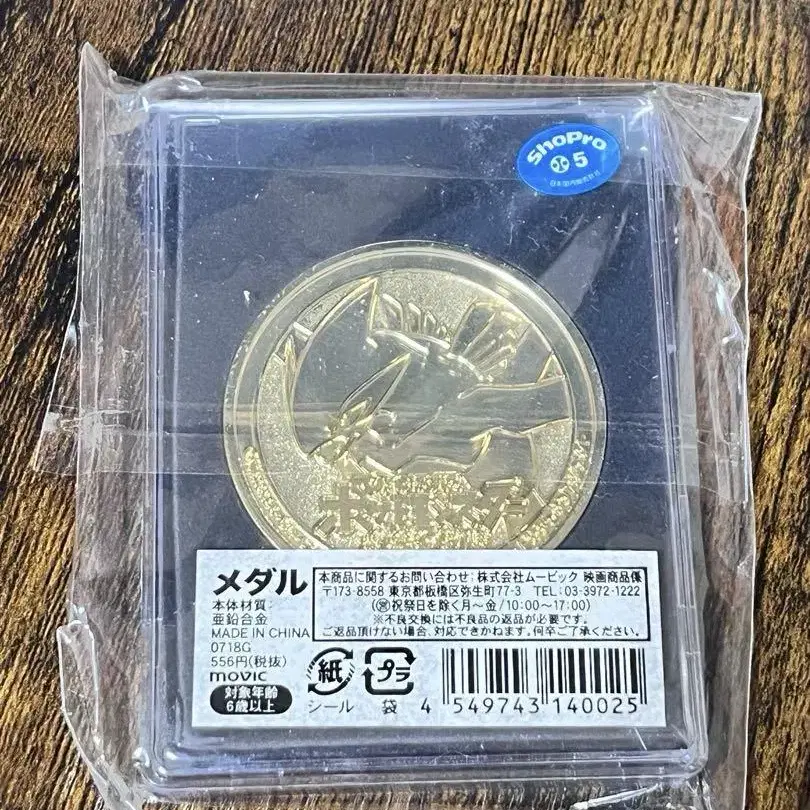 ShoPro
5
日本国内販売商品
ポケモン
メダル
本体材質:
亜鉛合金
MADE IN CHINA
0718G
556円(税抜)
movic
対象年齢
6歳以上
本商品に関するお問い合わせ:株式会社ムービック 映画商品係
〒173-8558 東京都板橋区弥生町77-3 TEL:03-3972-1222
(㊗祝祭日を除く月~金/10:00~17:00)
※不良交換には不良品の返品が必要です。
ご返品頂けない場合、対応できかねます。何卒ご了承ください。
紙
シール
プラ
袋
4 549743 140025